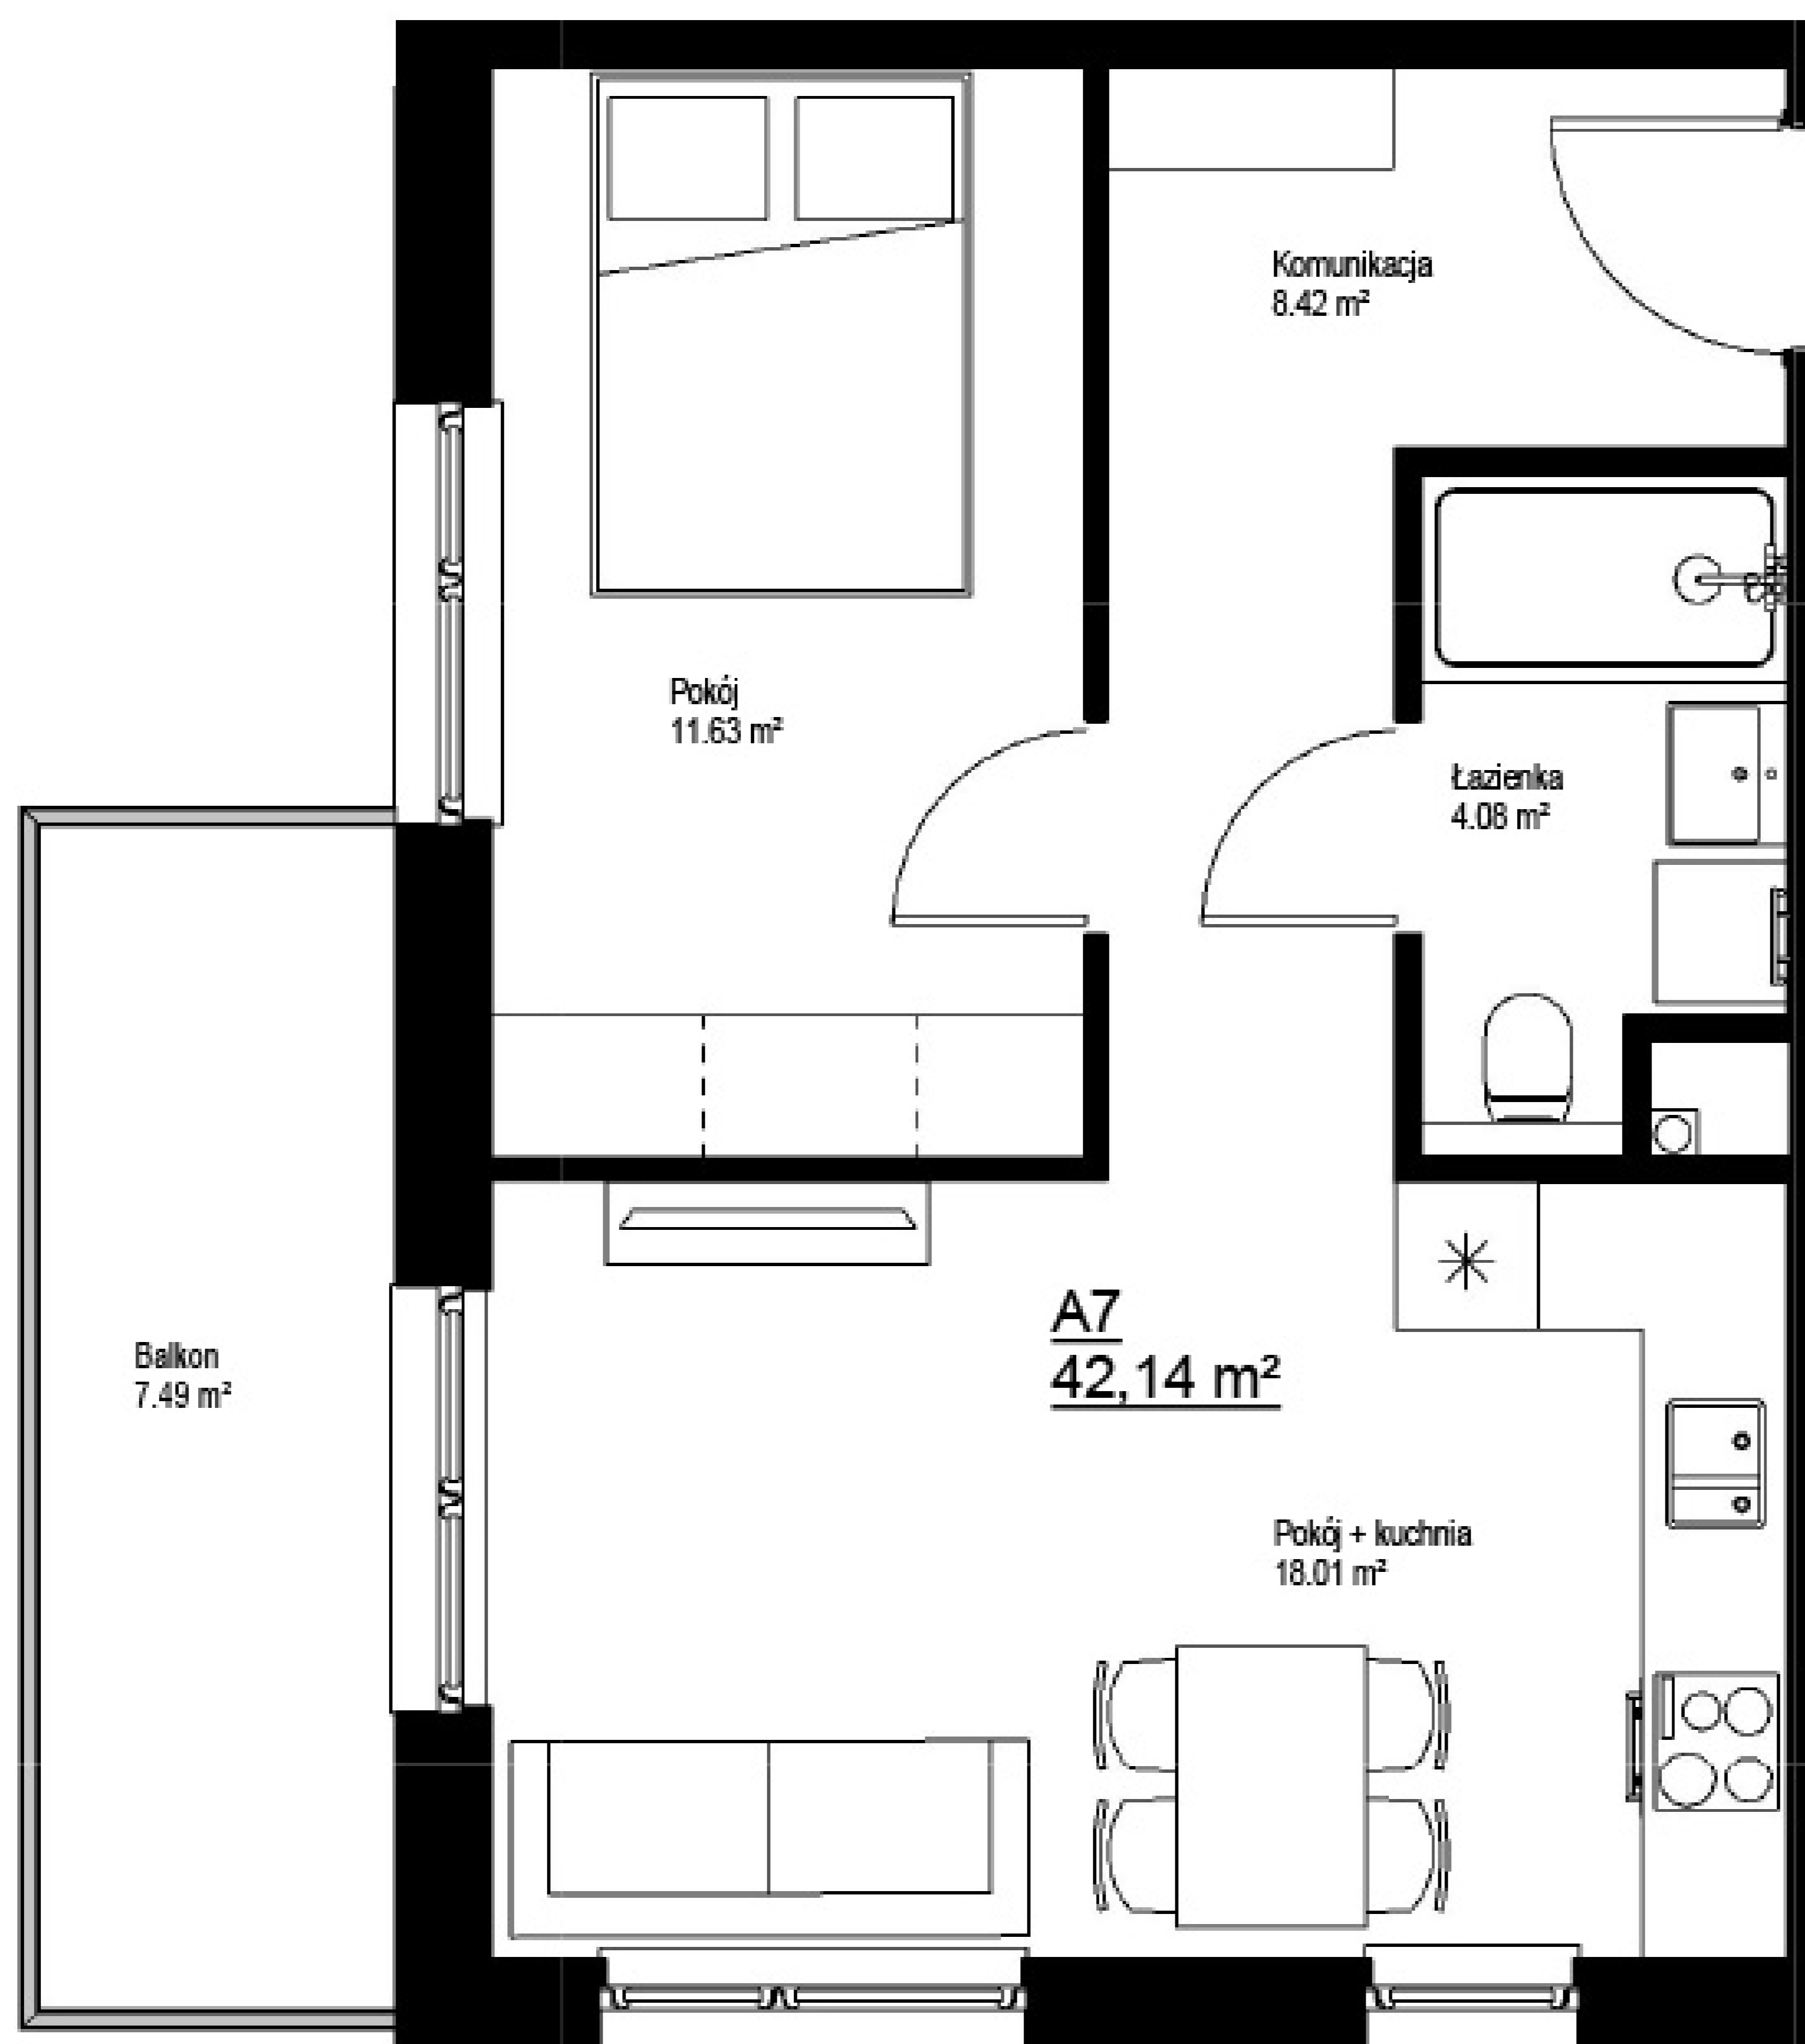 Komunikacja
8.42 m²
Pokój
11.63 m²
Łazienka
4.08 m²
A7
42,14 m²
Balkon
7.49 m²
Pokój + kuchnia
18.01 m²